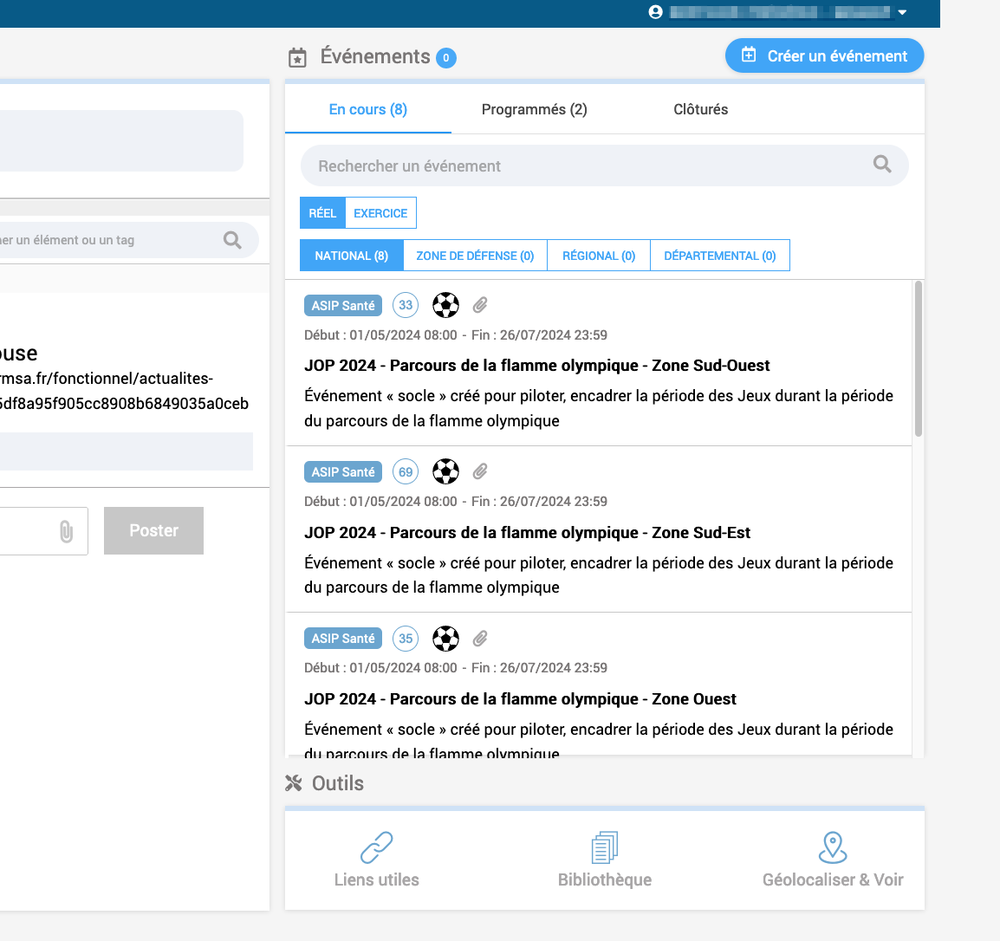 Événements 0
Créer un événement
En cours (8)
Programmés (2)
Clôturés
Rechercher un événement
RÉEL
EXERCICE
NATIONAL (8)
ZONE DE DÉFENSE (0)
RÉGIONAL (0)
DÉPARTEMENTAL (0)
ASIP Santé 33
Début : 01/05/2024 08:00 - Fin : 26/07/2024 23:59
JOP 2024 - Parcours de la flamme olympique - Zone Sud-Ouest
Événement « socle » créé pour piloter, encadrer la période des Jeux durant la période
du parcours de la flamme olympique
ASIP Santé 69
Début : 01/05/2024 08:00 - Fin : 26/07/2024 23:59
JOP 2024 - Parcours de la flamme olympique - Zone Sud-Est
Événement « socle » créé pour piloter, encadrer la période des Jeux durant la période
du parcours de la flamme olympique
ASIP Santé 35
Début : 01/05/2024 08:00 - Fin : 26/07/2024 23:59
JOP 2024 - Parcours de la flamme olympique - Zone Ouest
Événement « socle » créé pour piloter, encadrer la période des Jeux durant la période
du parcours de la flamme olympique
Outils
Liens utiles
Bibliothèque
Géolocaliser & Voir
er un élément ou un tag
ouse
rmsa.fr/fonctionnel/actualites-
5df8a95f905cc8908b6849035a0ceb
Poster